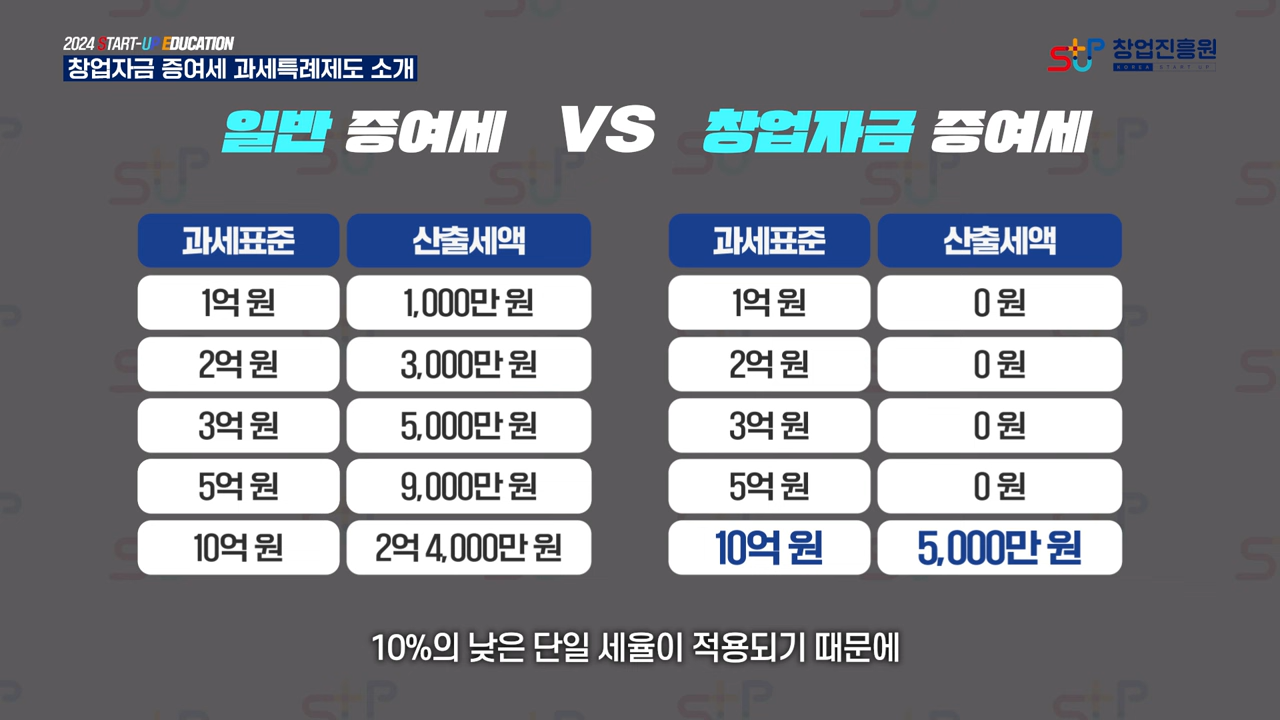 2024 START-UP EDUCATION
창업자금 증여세 과세특례제도 소개
STUP 창업진흥원
KOREA START UP
일반 증여세 VS 창업자금 증여세
과세표준 산출세액 과세표준 산출세액
1억 원 1,000만 원 1억 원 0 원
2억 원 3,000만 원 2억 원 0 원
3억 원 5,000만 원 3억 원 0 원
5억 원 9,000만 원 5억 원 0 원
10억 원 2억 4,000만 원 10억 원 5,000만 원
10%의 낮은 단일 세율이 적용되기 때문에